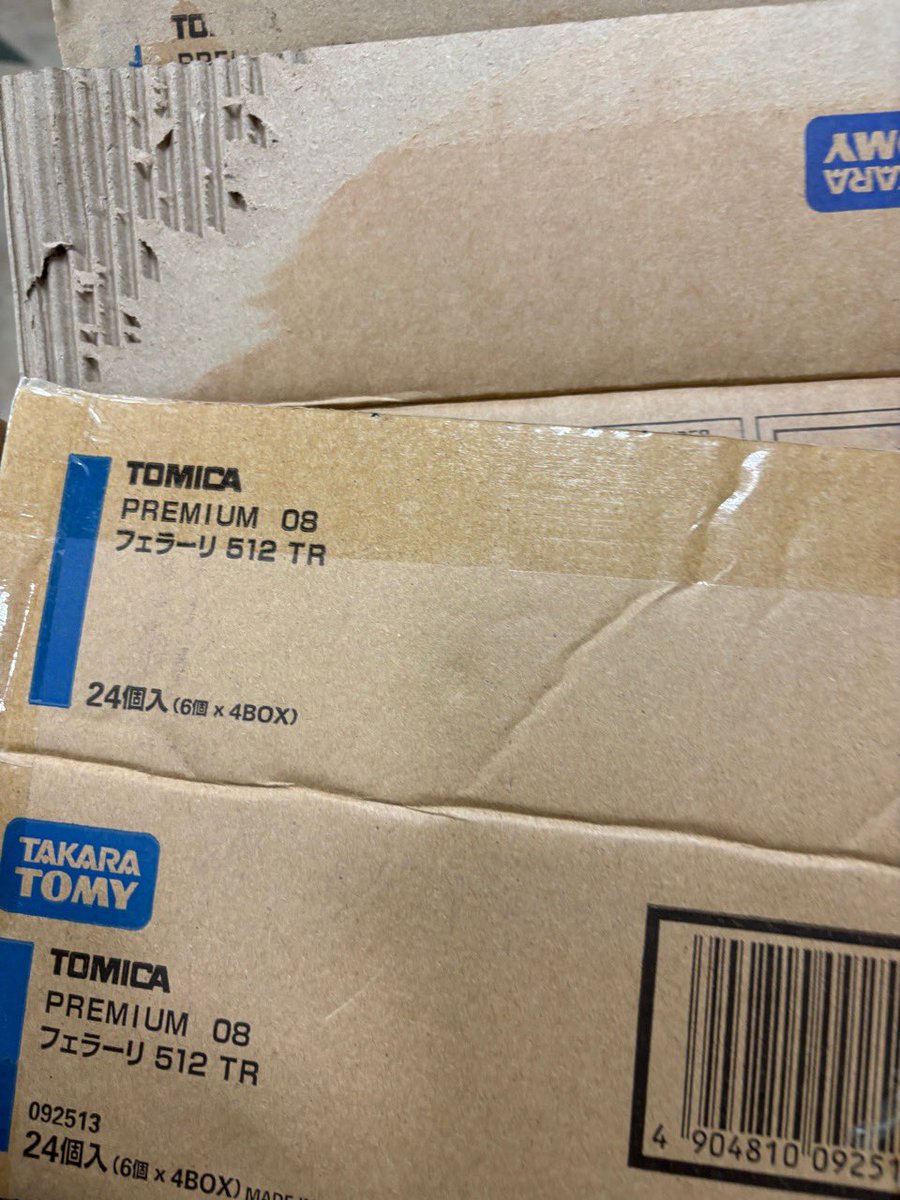 TOMICA
PREMIUM 08
フェラーリ 512 TR
24個入 (6個 × 4BOX)
TAKARA
TOMY
TOMICA
PREMIUM 08
フェラーリ 512 TR
092513
24個入 (6個 × 4BOX) MADE
4 904810 09251